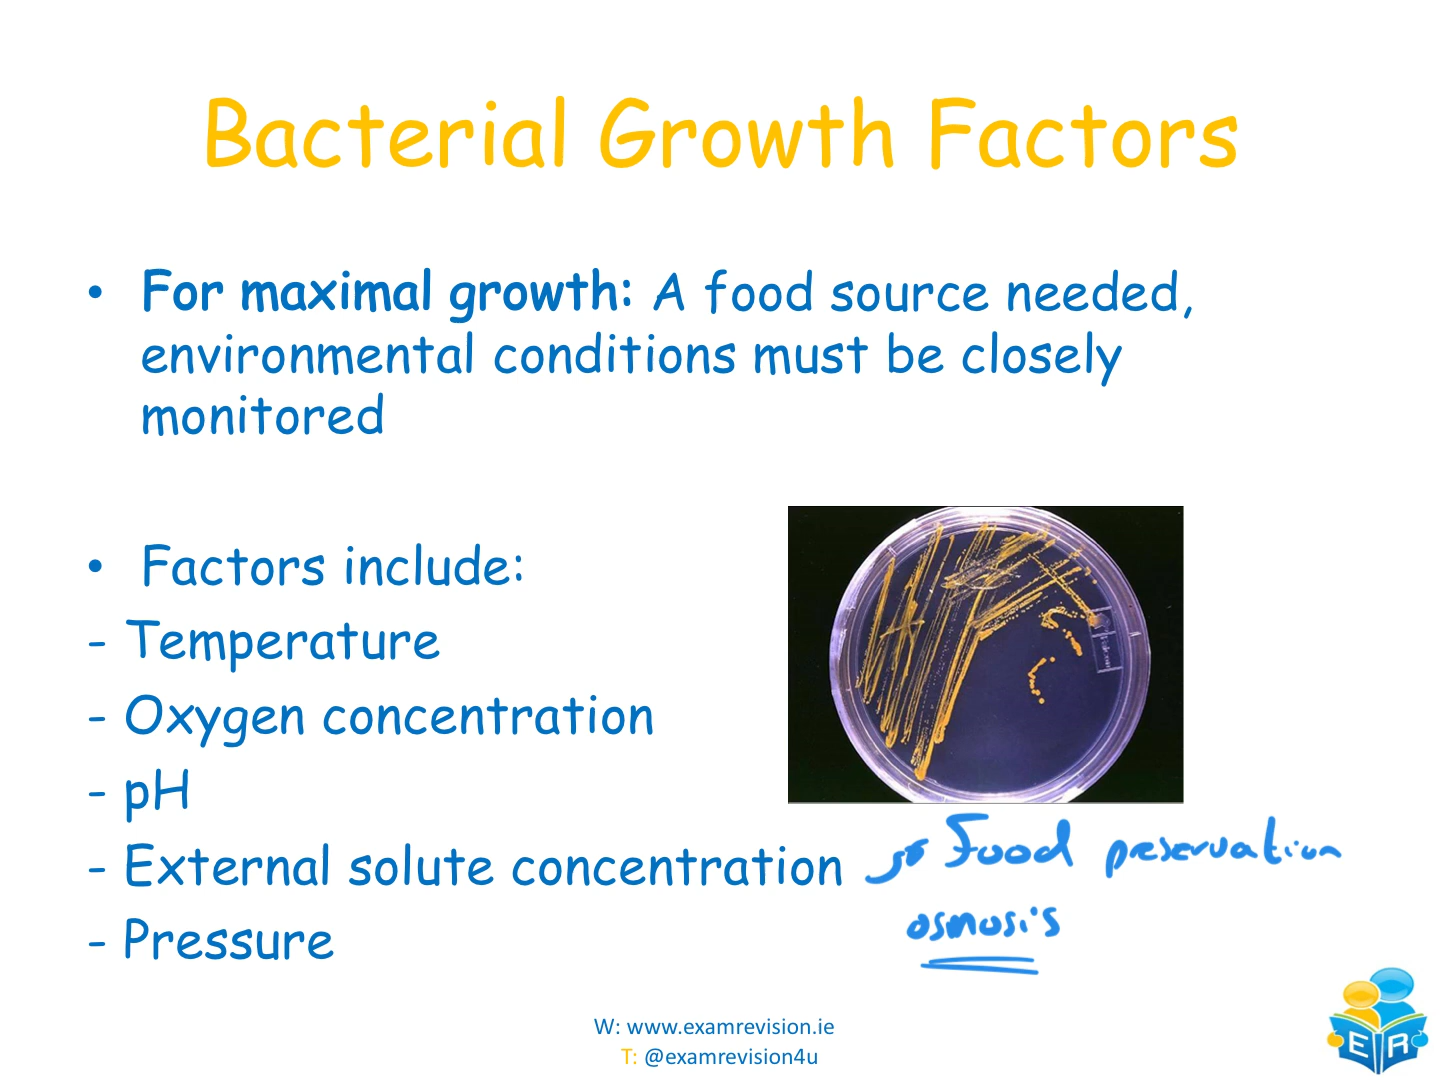 Bacterial Growth Factors
• For maximal growth: A food source needed,
environmental conditions must be closely
monitored
• Factors include:
- Temperature
- Oxygen concentration
- pH
- External solute concentration
Food preservation
osmosis
- Pressure
W: www.examrevision.ie
T: @examrevision4u
E R